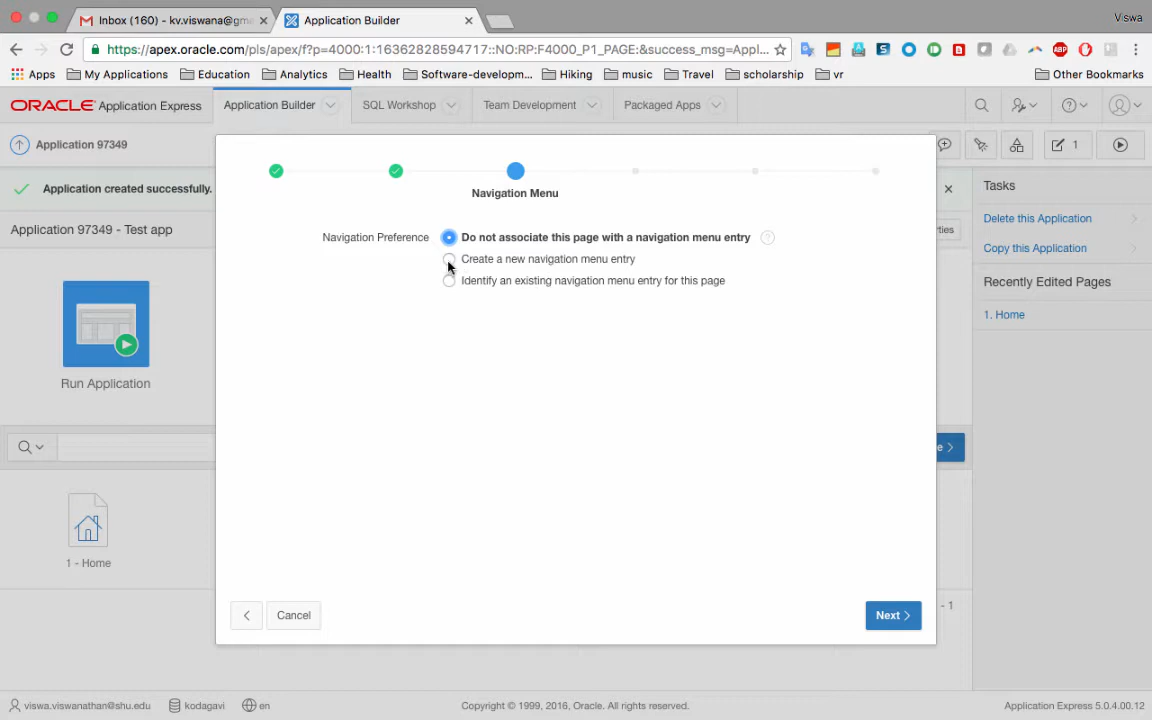 Inbox (160) - kv.viswana@gm
Application Builder
Viswa
https://apex.oracle.com/pls/apex/f?p=4000:1:16362828594717::NO:RP:F4000_P1_PAGE:&success_msg=Appl...
Apps
My Applications
Education
Analytics
Health
Software-developm...
Hiking
music
Travel
scholarship
vr
Other Bookmarks
ORACLE Application Express
Application Builder
SQL Workshop
Team Development
Packaged Apps
Application 97349
1
Application created successfully.
Application 97349 - Test app
ties
Navigation Menu
Navigation Preference
Do not associate this page with a navigation menu entry
Create a new navigation menu entry
Identify an existing navigation menu entry for this page
Tasks
Delete this Application
Copy this Application
Recently Edited Pages
1. Home
Run Application
e
1 - Home
- 1
Cancel
Next
viswa.viswanathan@shu.edu
kodagavi
en
Copyright © 1999, 2016, Oracle. All rights reserved.
Application Express 5.0.4.00.12